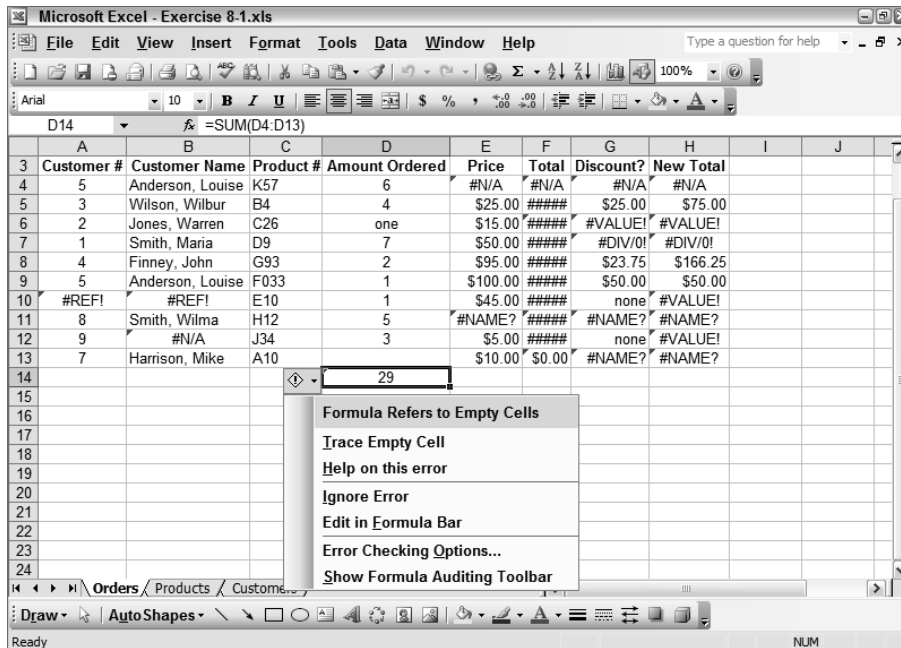 Microsoft Excel - Exercise 8-1.xls
File Edit View Insert Format Tools Data Window Help Type a question for help
ABC Σ A Z Z A 100%
Arial 10 B I U $ % , .00 A
D14 fx =SUM(D4:D13)
A B C D E F G H I J
3 Customer # Customer Name Product # Amount Ordered Price Total Discount? New Total
4 5 Anderson, Louise K57 6 #N/A #N/A #N/A #N/A
5 3 Wilson, Wilbur B4 4 $25.00 ##### $25.00 $75.00
6 2 Jones, Warren C26 one $15.00 ##### #VALUE! #VALUE!
7 1 Smith, Maria D9 7 $50.00 ##### #DIV/0! #DIV/0!
8 4 Finney, John G93 2 $95.00 ##### $23.75 $166.25
9 5 Anderson, Louise F033 1 $100.00 ##### $50.00 $50.00
10 #REF! #REF! E10 1 $45.00 ##### none #VALUE!
11 8 Smith, Wilma H12 5 #NAME? ##### #NAME? #NAME?
12 9 #N/A J34 3 $5.00 ##### none #VALUE!
13 7 Harrison, Mike A10 $10.00 $0.00 #NAME? #NAME?
14 29
15
16 Formula Refers to Empty Cells
17 Trace Empty Cell
18
19 Help on this error
20 Ignore Error
21
22 Edit in Formula Bar
23 Error Checking Options...
24 Show Formula Auditing Toolbar
Orders Products Customers
Draw AutoShapes A
Ready NUM